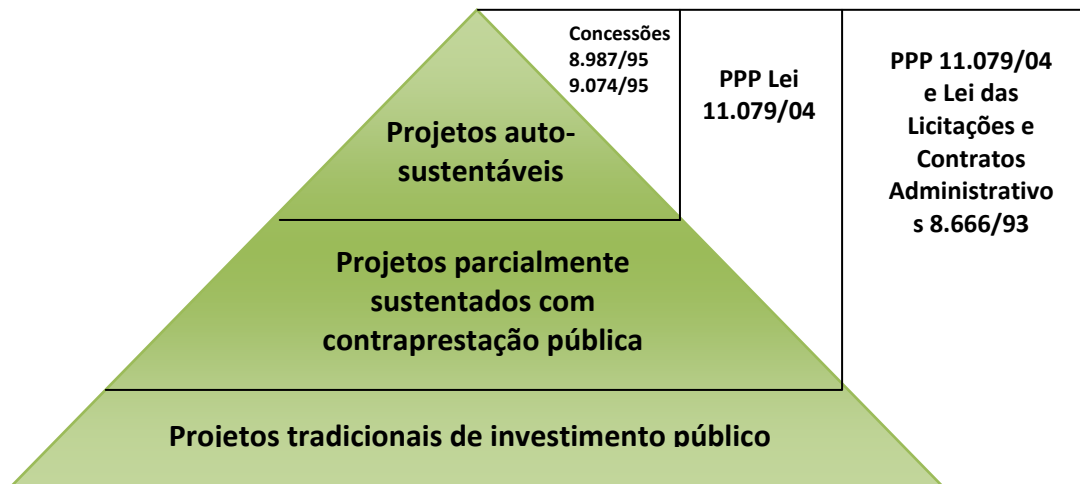 Concessões
8.987/95
9.074/95
PPP Lei
11.079/04
PPP 11.079/04
e Lei das
Licitações e
Contratos
Administrativo
s 8.666/93
Projetos auto-
sustentáveis
Projetos parcialmente
sustentados com
contraprestação pública
Projetos tradicionais de investimento público